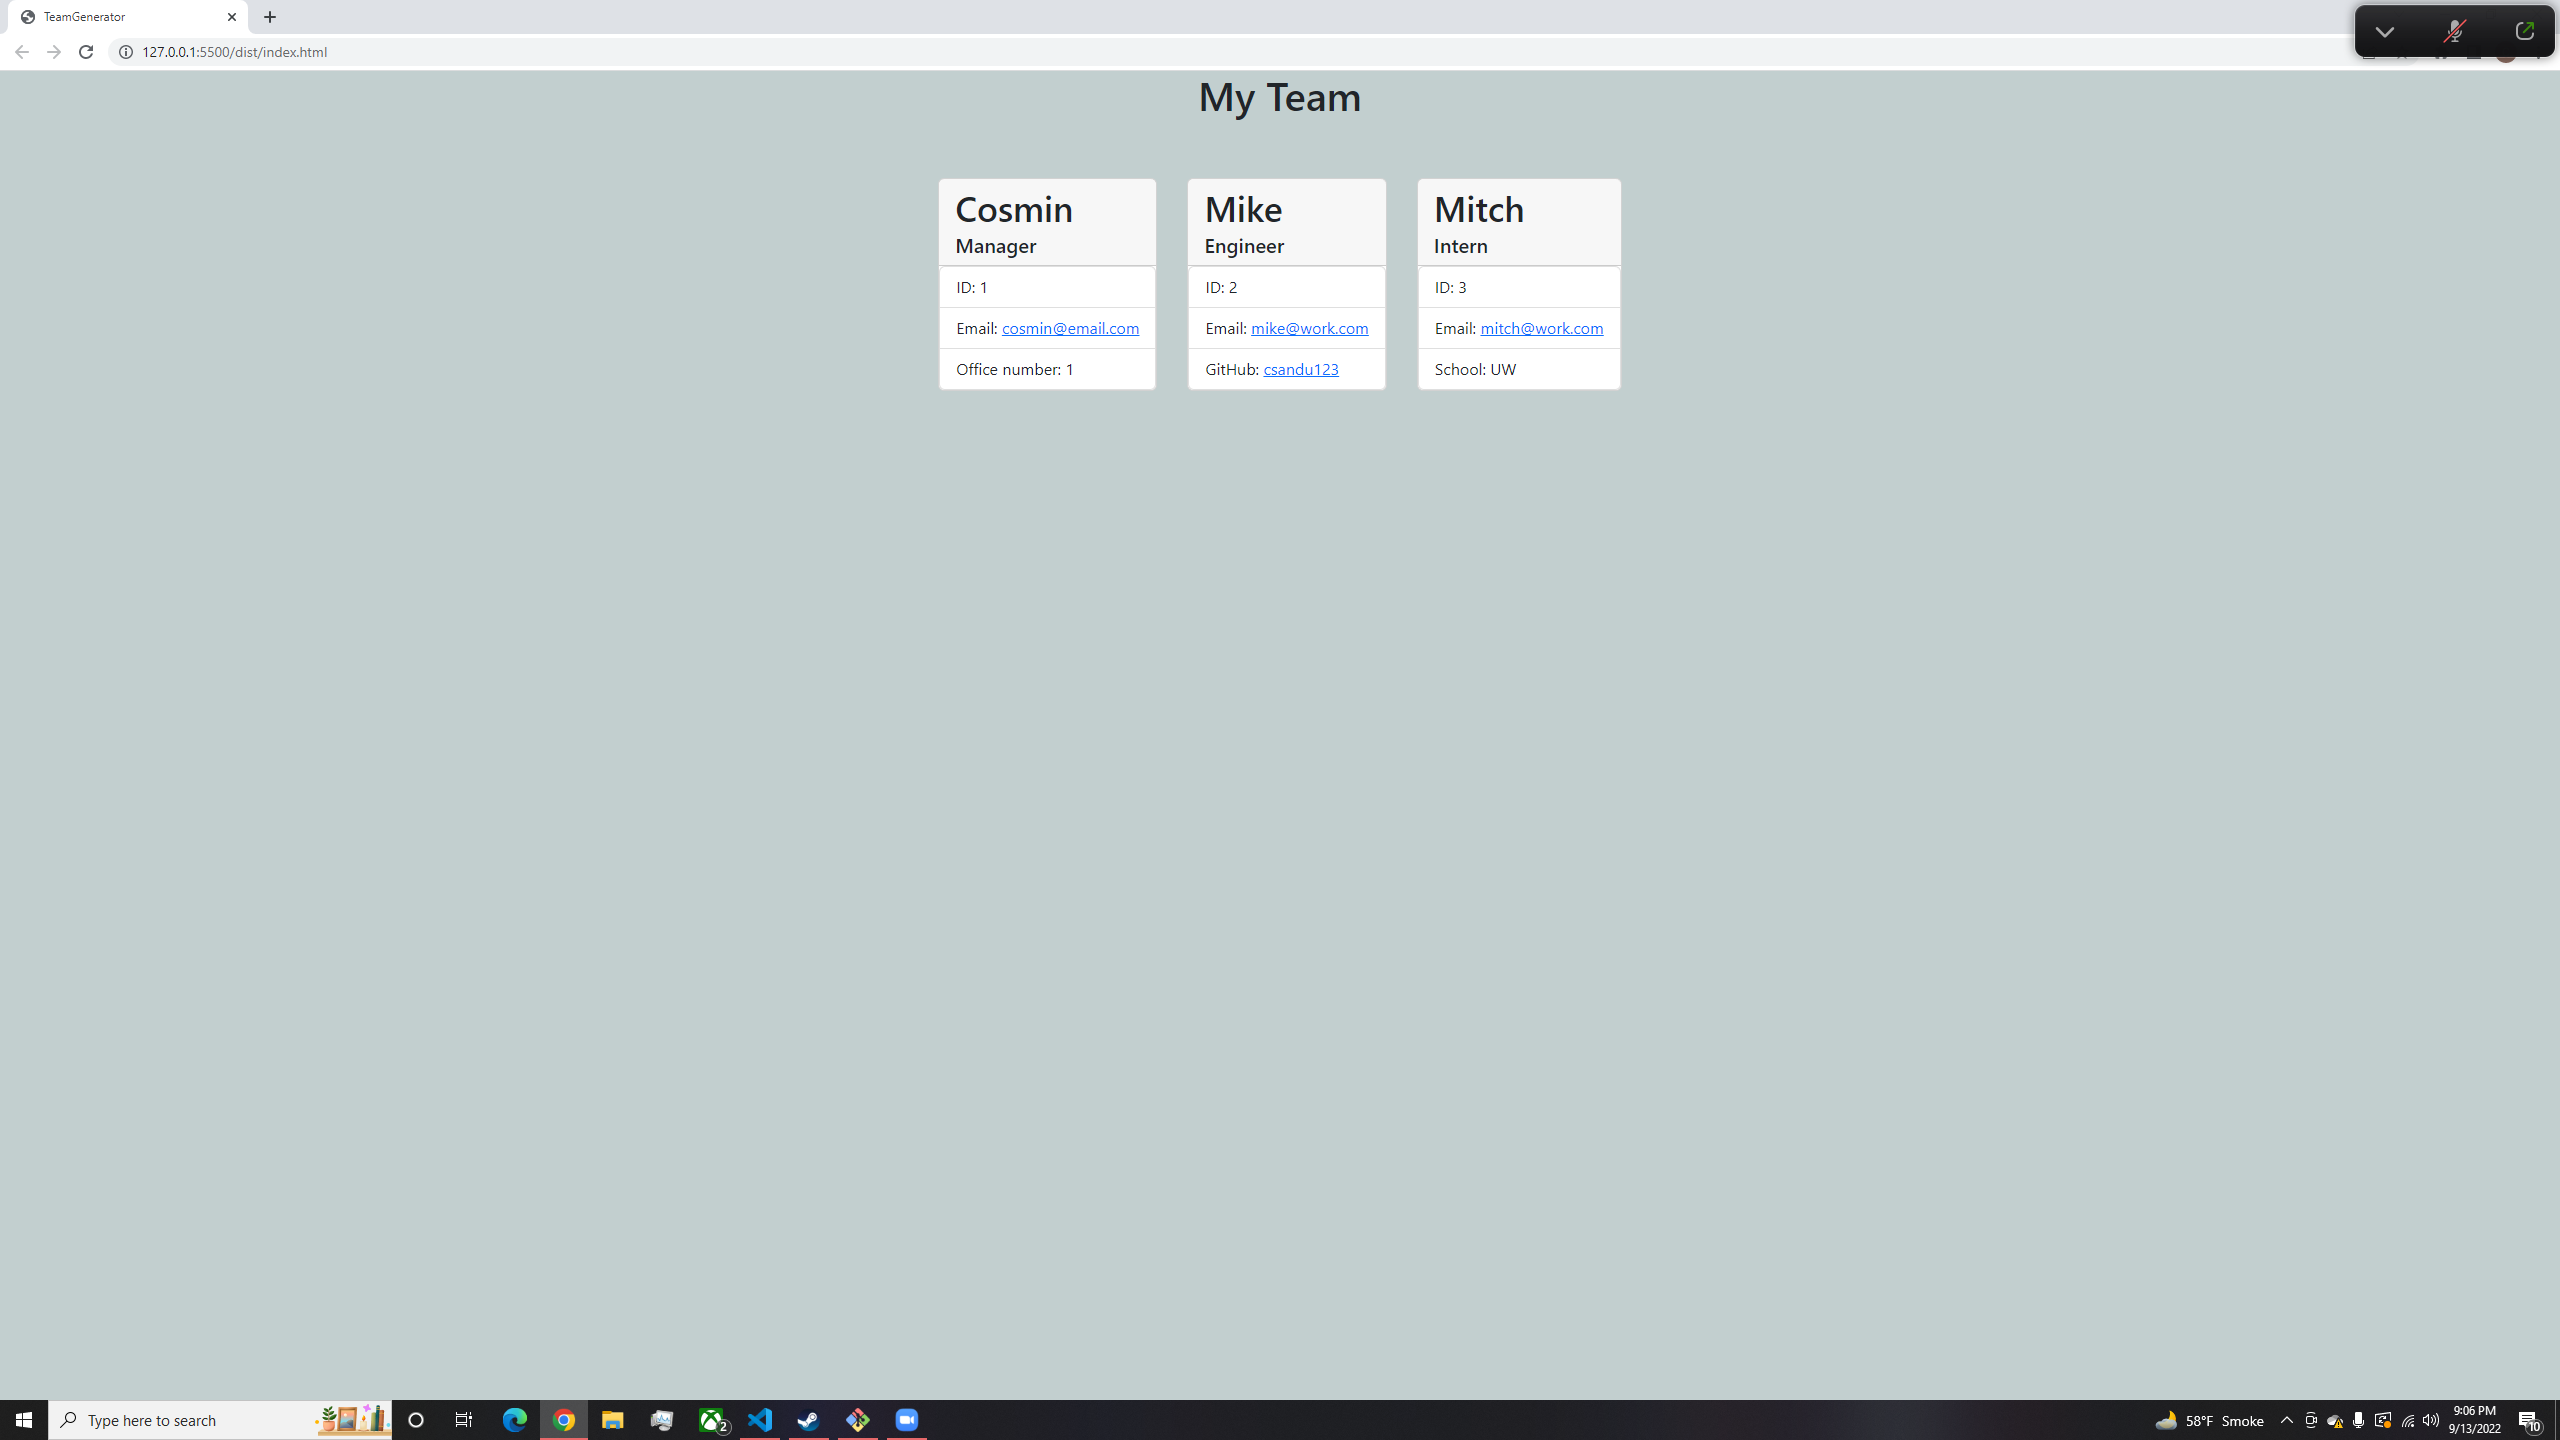 TeamGenerator
127.0.0.1:5500/dist/index.html
My Team
Cosmin
Manager
ID: 1
Email: cosmin@email.com
Office number: 1
Mike
Engineer
ID: 2
Email: mike@work.com
GitHub: csandu123
Mitch
Intern
ID: 3
Email: mitch@work.com
School: UW
Type here to search
2
58°F Smoke
9:06 PM
9/13/2022
10